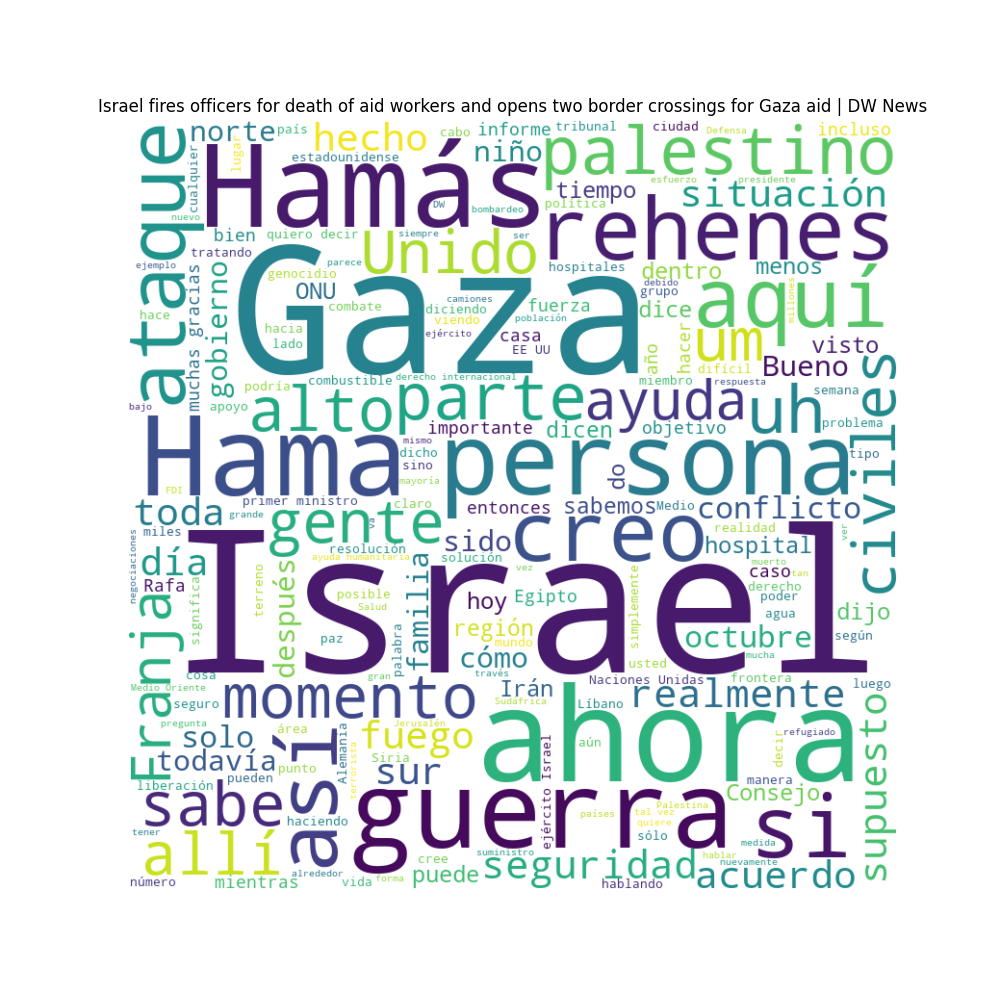 Israel fires officers for death of aid workers and opens two border crossings for Gaza aid | DW News
norte
país
hecho
cabo
informe
tribunal
ciudad
Defensa
incluso
ataque
cualquier
lugar
estadounidense
niño
palestino
Hamás
DW
tiempo
esfuerzo
presidente
situación
nuevo
bombardeo
política
rehenes
bien
quiero decir
siempre
ser
Unido
tratando
parece
hospitales
dentro
debido
menos
ejemplo
genocidio
ONU
Gaza
camiones
grupo
aquí
millones
hace
muchas gracias
gobierno
combate
diciendo
fuerza
dice
hacia
lado
viendo
población
ejército
casa
EE UU
año
hacer
um
visto
Bueno
difícil
podría
combustible
derecho internacional
miembro
respuesta
semana
bajo
apoyo
alto
parte
ayuda
uh
civiles
importante
dicen
objetivo
problema
Hama
mismo
dicho
sino
mayoría
persona
do
tipo
FDI
primer ministro
claro
entonces
sabemos
Medio
conflicto
toda
grande
va
gente
sido
creo
realidad
ver
miles
negociaciones
resolución
ayuda humanitaria
solución
vez
hospital
muerto
día
Rafa
significa
terreno
después
posible
Salud
familia
hoy
Egipto
simplemente
caso
tan
derecho
poder
Israel
agua
dijo
Franja
paz
palabra
región
mundo
cómo
octubre
según
cosa
usted
mucha
Medio Oriente
gran
través
Naciones Unidas
frontera
luego
seguro
momento
Irán
Sudáfrica
Líbano
realmente
pregunta
área
Jerusalén
refugiado
solo
así
Alemania
fuego
ahora
aún
decir
supuesto
todavía
punto
terrorista
Siria
sur
ejército Israel
manera
liberación
pueden
Consejo
sabe
haciendo
guerra
países
tal vez
Palestina
quiere
si
tener
sólo
medida
allí
cree
suministro
seguridad
hablar
nuevamente
acuerdo
alrededor
puede
número
mientras
vida
forma
hablando